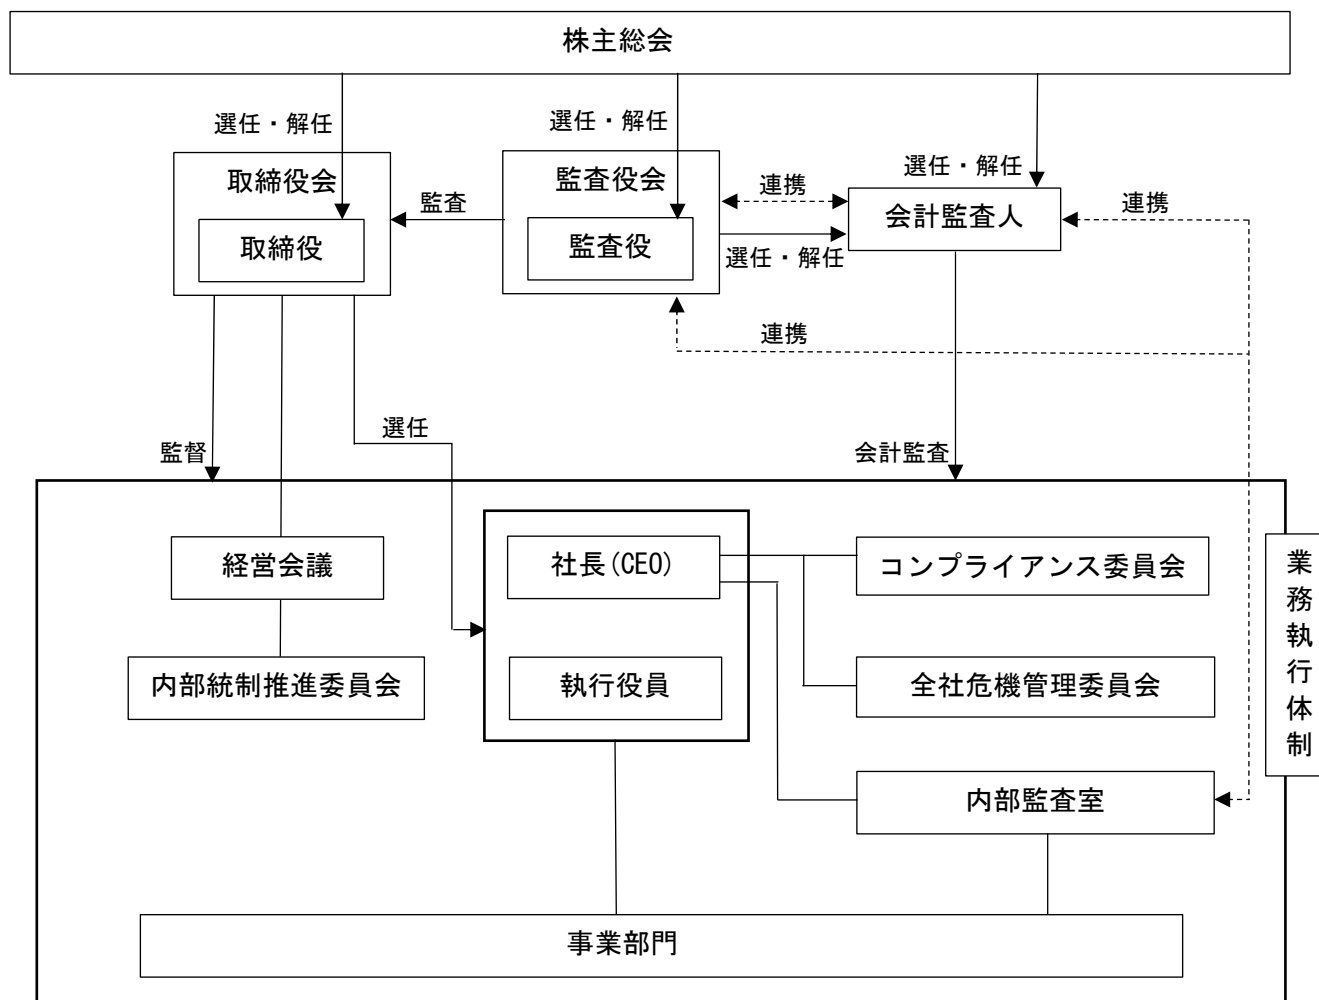 株主総会
選任・解任
選任・解任
選任・解任
取締役会
監査役会
連携
会計監査人
連携
監査
取締役
監査役
選任・解任
連携
選任
監督
会計監査
経営会議
社長(CEO)
コンプライアンス委員会
業務執行体制
内部統制推進委員会
執行役員
全社危機管理委員会
内部監査室
事業部門